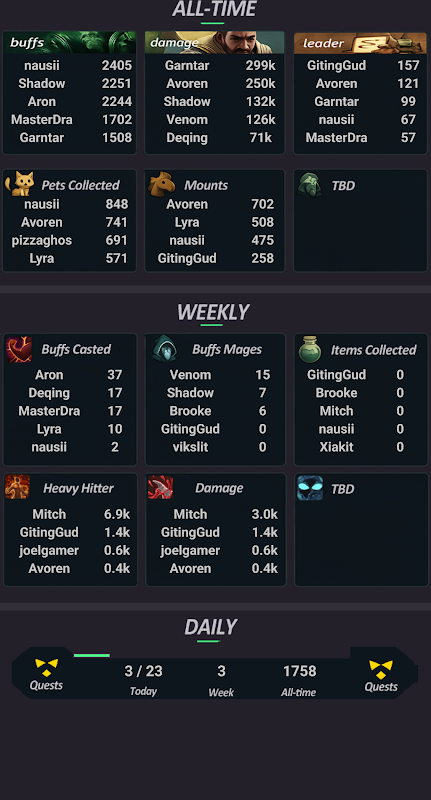 ALL-TIME
buffs
nausii 2405
Shadow 2251
Aron 2244
MasterDra 1702
Garntar 1508
damage
Garntar 299k
Avoren 250k
Shadow 132k
Venom 126k
Deqing 71k
leader
GitingGud 157
Avoren 121
Garntar 99
nausii 67
MasterDra 57
Pets Collected
nausii 848
Avoren 741
pizzaghos 691
Lyra 571
Mounts
Avoren 702
Lyra 508
nausii 475
GitingGud 258
TBD
WEEKLY
Buffs Casted
Aron 37
Deqing 17
MasterDra 17
Lyra 10
nausii 2
Buffs Mages
Venom 15
Shadow 7
Brooke 6
GitingGud 0
vikslit 0
Items Collected
GitingGud 0
Brooke 0
Mitch 0
nausii 0
Xiakit 0
Heavy Hitter
Mitch 6.9k
GitingGud 1.4k
joelgamer 0.6k
Avoren 0.4k
Damage
Mitch 3.0k
GitingGud 1.4k
joelgamer 0.6k
Avoren 0.4k
TBD
DAILY
Quests
3 / 23
Today
3
Week
1758
All-time
Quests